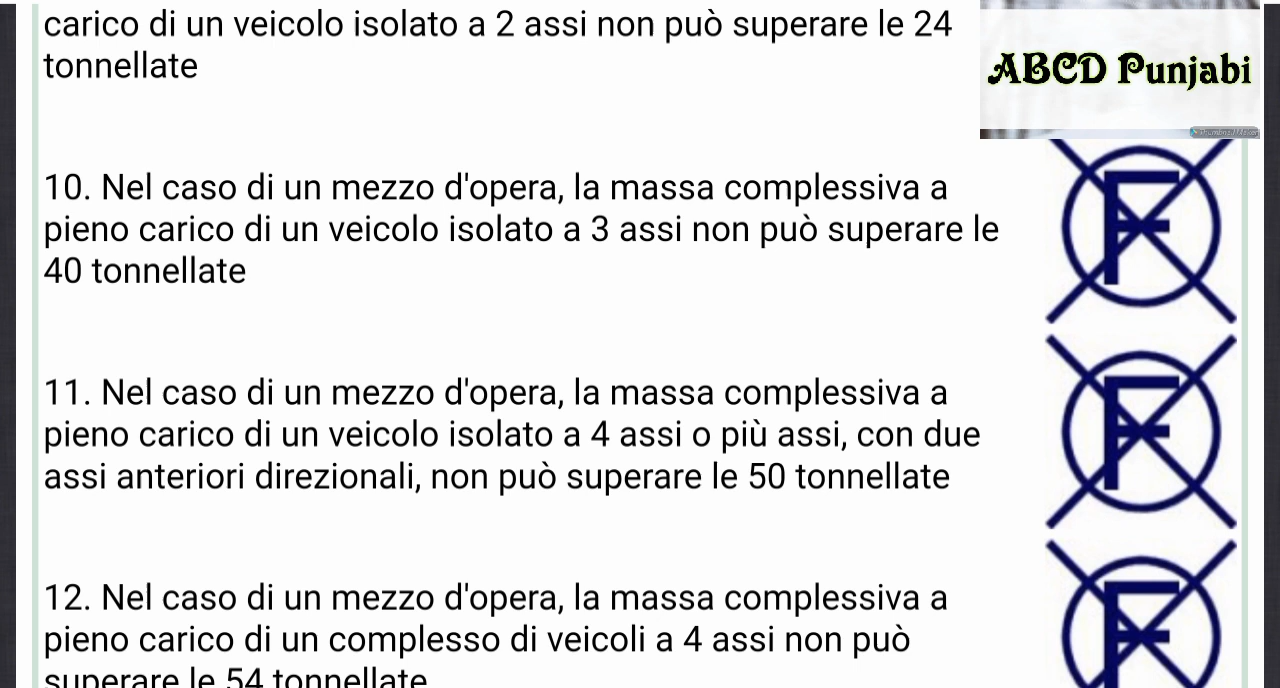 carico di un veicolo isolato a 2 assi non può superare le 24
tonnellate
ABCD Punjabi
Thumbnail Maker
10. Nel caso di un mezzo d'opera, la massa complessiva a
pieno carico di un veicolo isolato a 3 assi non può superare le
40 tonnellate
F
11. Nel caso di un mezzo d'opera, la massa complessiva a
pieno carico di un veicolo isolato a 4 assi o più assi, con due
assi anteriori direzionali, non può superare le 50 tonnellate
F
12. Nel caso di un mezzo d'opera, la massa complessiva a
pieno carico di un complesso di veicoli a 4 assi non può
superare le 54 tonnellate
F